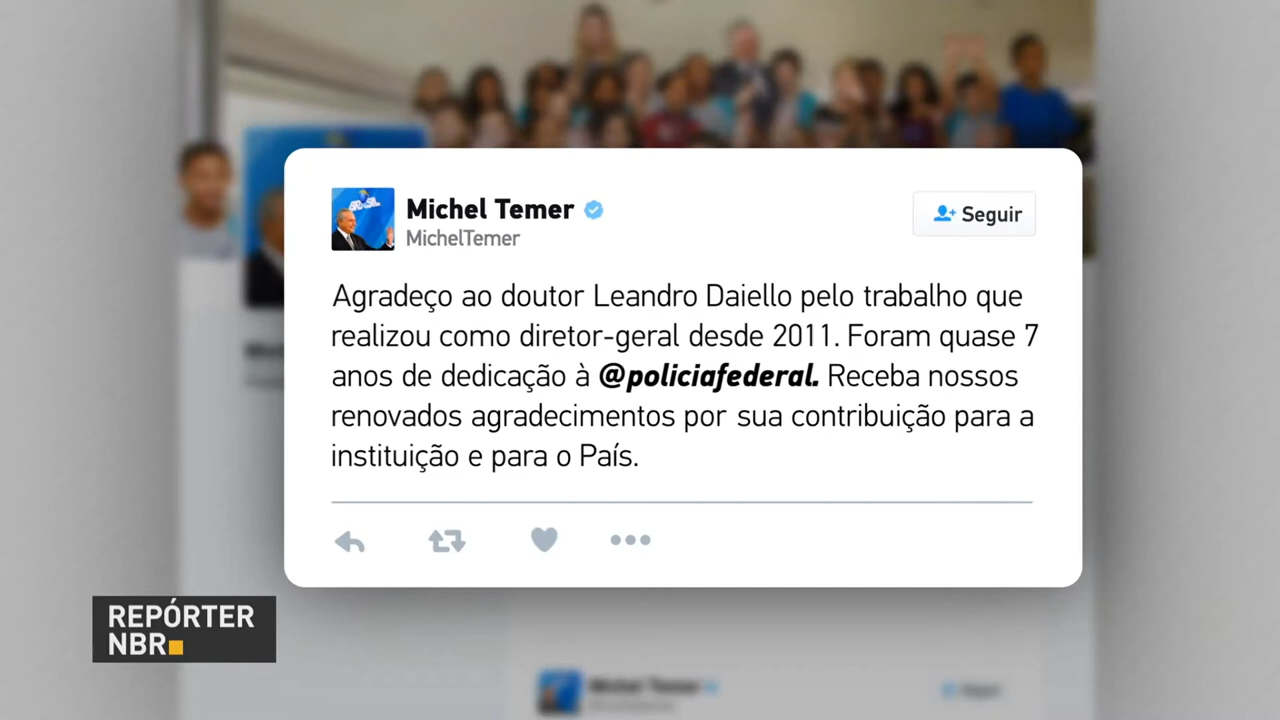 Michel Temer
MichelTemer
Seguir
Agradeço ao doutor Leandro Daiello pelo trabalho que
realizou como diretor-geral desde 2011. Foram quase 7
anos de dedicação à @policiafederal. Receba nossos
renovados agradecimentos por sua contribuição para a
instituição e para o País.
REPÓRTER
NBR
Michel Temer